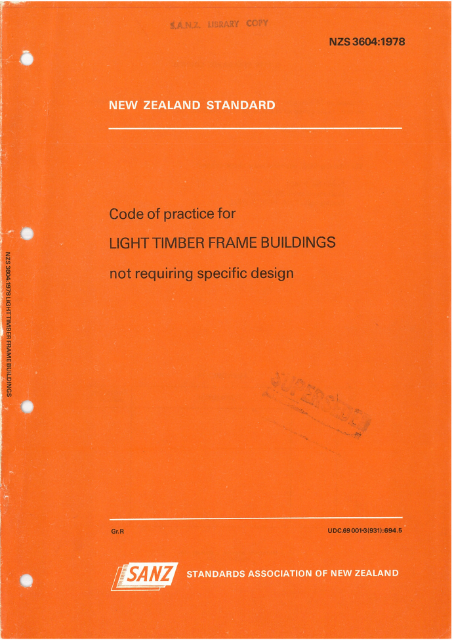 S.A.N.Z. LIBRARY COPY
NZS 3604:1978
NEW ZEALAND STANDARD
Code of practice for
LIGHT TIMBER FRAME BUILDINGS
not requiring specific design
NZS 3604:1978 LIGHT TIMBER FRAME BUILDINGS
Gr.R
UDC.69 001·3(931):694.5
SANZ
STANDARDS ASSOCIATION OF NEW ZEALAND